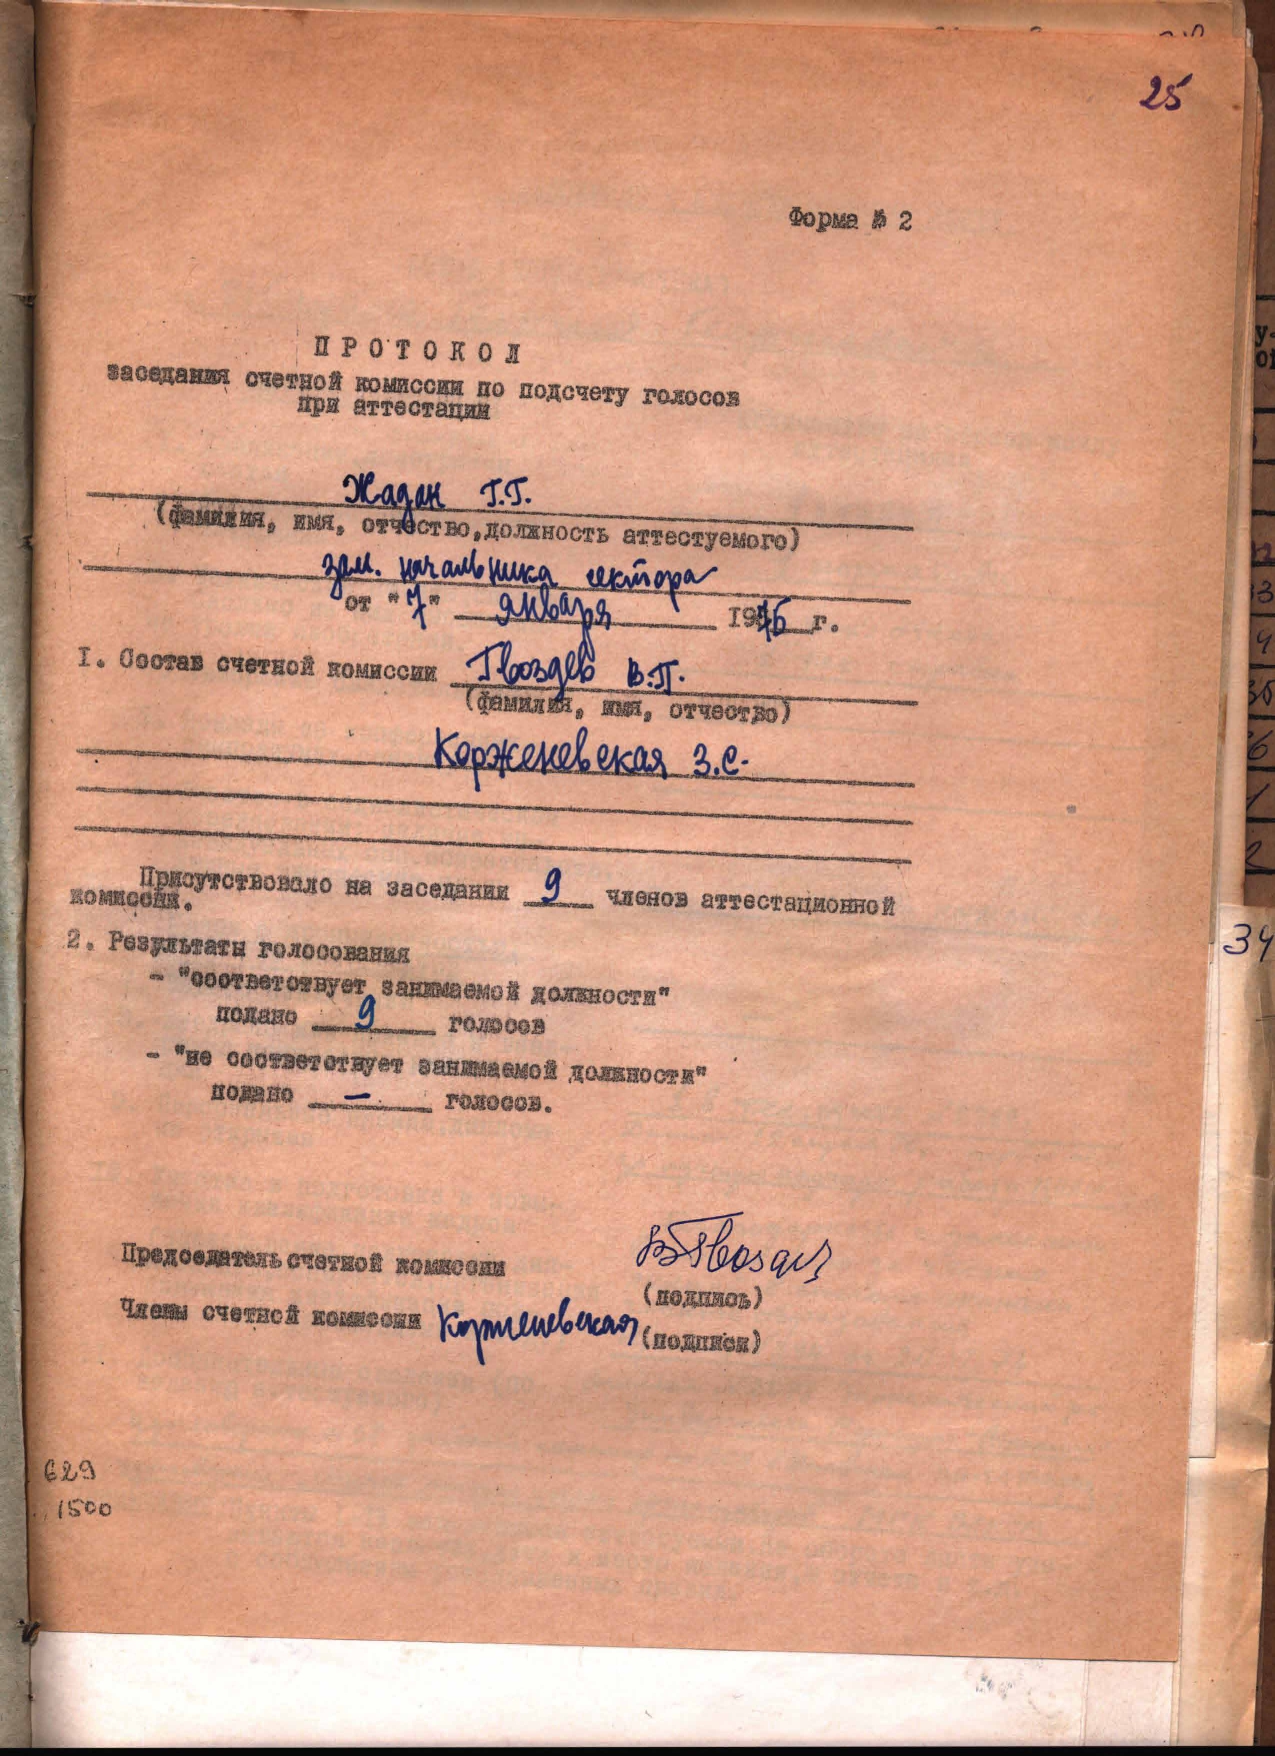 25
Форма № 2
ПРОТОКОЛ
заседания счетной комиссии по подсчету голосов
при аттестации
Жадан Г.Г.
(фамилия, имя, отчество, должность аттестуемого)
зам. начальника сектора
от "7" января 1976 г.
I. Состав счетной комиссии Гвоздев В.П.
(фамилия, имя, отчество)
Корженевская З.С.
Присутствовало на заседании 9 членов аттестационной
комиссии.
2. Результаты голосования
- "соответствует занимаемой должности"
подано 9 голосов
- "не соответствует занимаемой должности"
подано — голосов.
Председатель счетной комиссии
(подпись)
Члены счетной комиссии Корженевская
(подписи)
629
1500
34